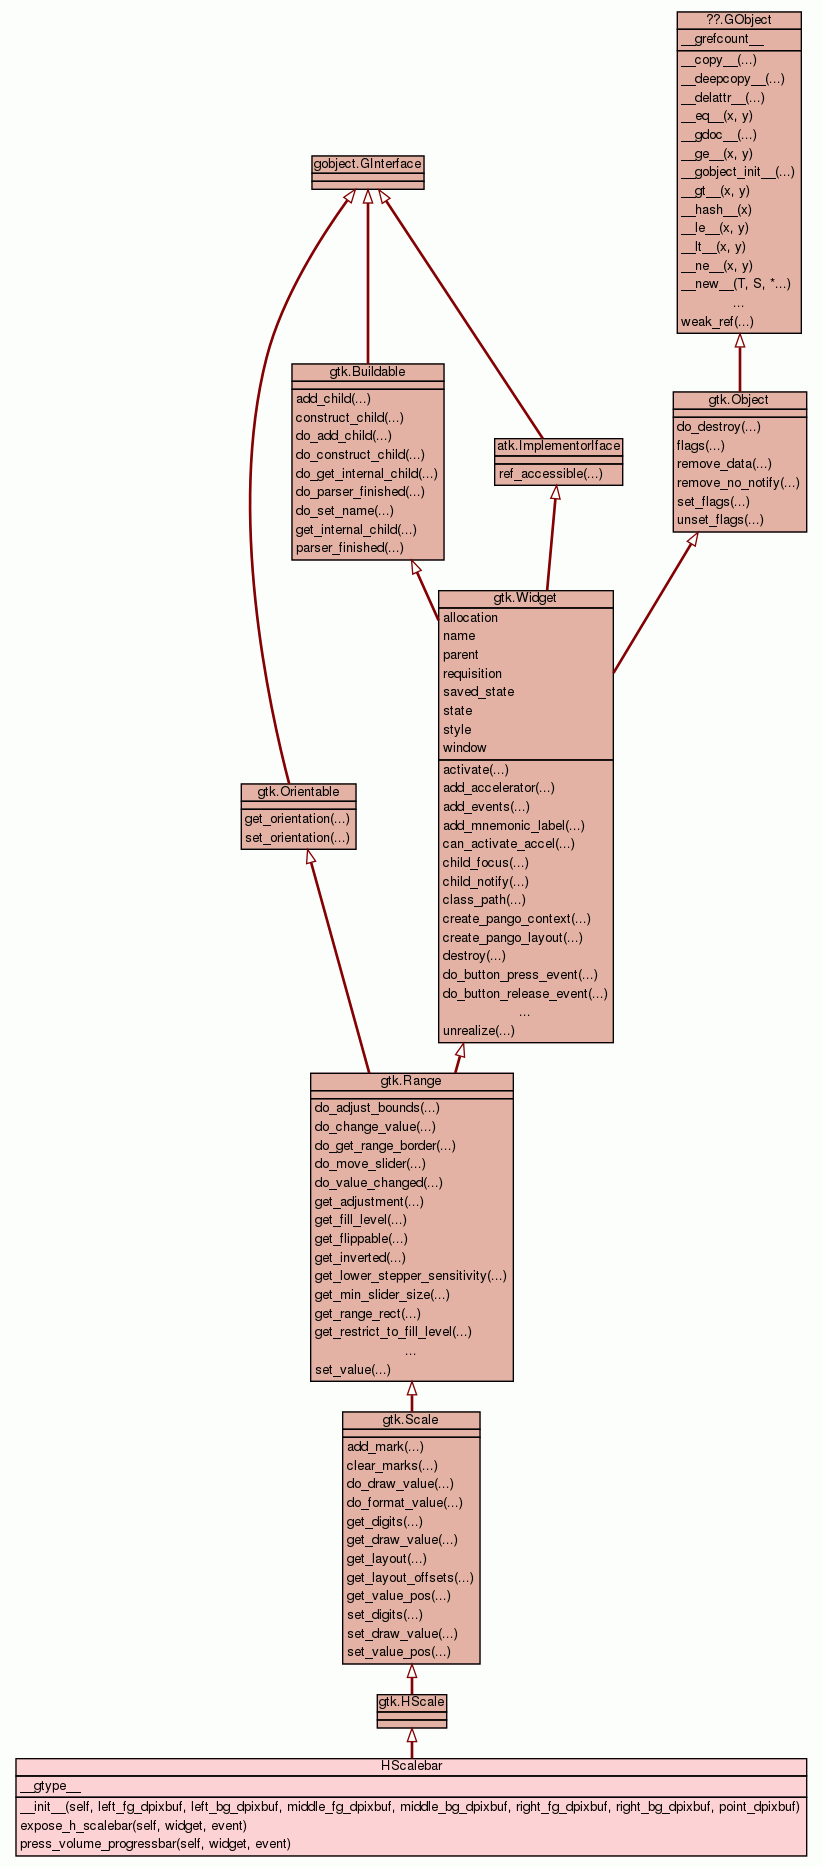 ??.GObject
__grefcount__
__copy__(...)
__deepcopy__(...)
__delattr__(...)
__eq__(x, y)
__gdoc__(...)
__ge__(x, y)
__gobject_init__(...)
__gt__(x, y)
__hash__(x)
__le__(x, y)
__lt__(x, y)
__ne__(x, y)
__new__(T, S, *...)
...
weak_ref(...)
gobject.GInterface
gtk.Buildable
add_child(...)
construct_child(...)
do_add_child(...)
do_construct_child(...)
do_get_internal_child(...)
do_parser_finished(...)
do_set_name(...)
get_internal_child(...)
parser_finished(...)
atk.ImplementorIface
ref_accessible(...)
gtk.Object
do_destroy(...)
flags(...)
remove_data(...)
remove_no_notify(...)
set_flags(...)
unset_flags(...)
gtk.Widget
allocation
name
parent
requisition
saved_state
state
style
window
activate(...)
add_accelerator(...)
add_events(...)
add_mnemonic_label(...)
can_activate_accel(...)
child_focus(...)
child_notify(...)
class_path(...)
create_pango_context(...)
create_pango_layout(...)
destroy(...)
do_button_press_event(...)
do_button_release_event(...)
...
unrealize(...)
gtk.Orientable
get_orientation(...)
set_orientation(...)
gtk.Range
do_adjust_bounds(...)
do_change_value(...)
do_get_range_border(...)
do_move_slider(...)
do_value_changed(...)
get_adjustment(...)
get_fill_level(...)
get_flippable(...)
get_inverted(...)
get_lower_stepper_sensitivity(...)
get_min_slider_size(...)
get_range_rect(...)
get_restrict_to_fill_level(...)
...
set_value(...)
gtk.Scale
add_mark(...)
clear_marks(...)
do_draw_value(...)
do_format_value(...)
get_digits(...)
get_draw_value(...)
get_layout(...)
get_layout_offsets(...)
get_value_pos(...)
set_digits(...)
set_draw_value(...)
set_value_pos(...)
gtk.HScale
HScalebar
__gtype__
__init__(self, left_fg_dpixbuf, left_bg_dpixbuf, middle_fg_dpixbuf, middle_bg_dpixbuf, right_fg_dpixbuf, right_bg_dpixbuf, point_dpixbuf)
expose_h_scalebar(self, widget, event)
press_volume_progressbar(self, widget, event)